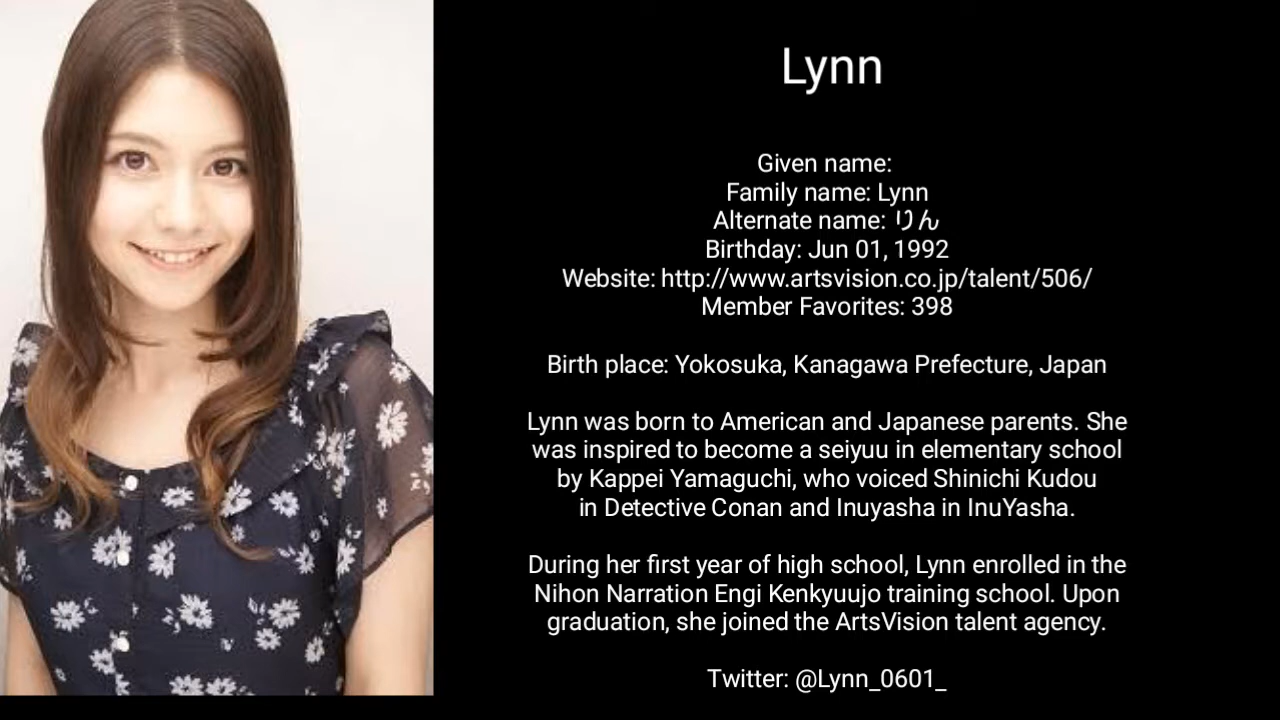 Lynn
Given name:
Family name: Lynn
Alternate name: りん
Birthday: Jun 01, 1992
Website: http://www.artsvision.co.jp/talent/506/
Member Favorites: 398
Birth place: Yokosuka, Kanagawa Prefecture, Japan
Lynn was born to American and Japanese parents. She
was inspired to become a seiyuu in elementary school
by Kappei Yamaguchi, who voiced Shinichi Kudou
in Detective Conan and Inuyasha in InuYasha.
During her first year of high school, Lynn enrolled in the
Nihon Narration Engi Kenkyuujo training school. Upon
graduation, she joined the ArtsVision talent agency.
Twitter: @Lynn_0601_